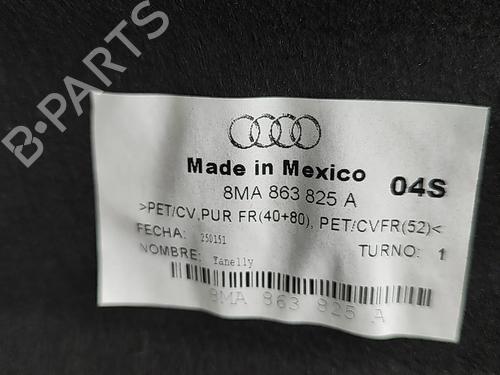 B-PARTS
Made in Mexico
8MA 863 825 A 04S
>PET/CV,PUR FR(40+80), PET/CVFR(52)<
FECHA: 250151
NOMBRE: Yanelly TURNO: 1
8MA 863 825 A